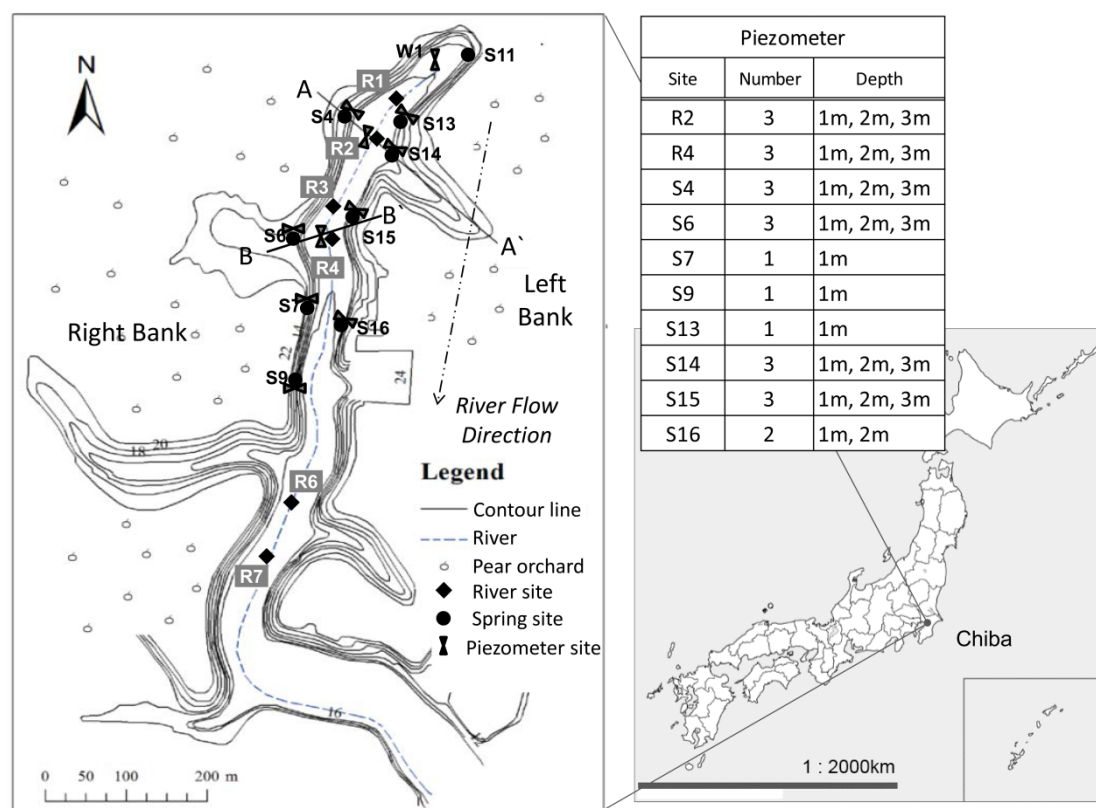 N
W1
S11
R1
A
S4
S13
R2
S14
R3
B`
S6
S15
B
A`
R4
Left
Bank
Right Bank
S7
14
S16
22
S9
24
River Flow
Direction
18
20
Legend
R6
Contour line
River
Pear orchard
R7
River site
Spring site
Piezometer site
16
0 50 100 200 m
Piezometer
Site Number Depth
R2 3 1m, 2m, 3m
R4 3 1m, 2m, 3m
S4 3 1m, 2m, 3m
S6 3 1m, 2m, 3m
S7 1 1m
S9 1 1m
S13 1 1m
S14 3 1m, 2m, 3m
S15 3 1m, 2m, 3m
S16 2 1m, 2m
Chiba
1 : 2000km